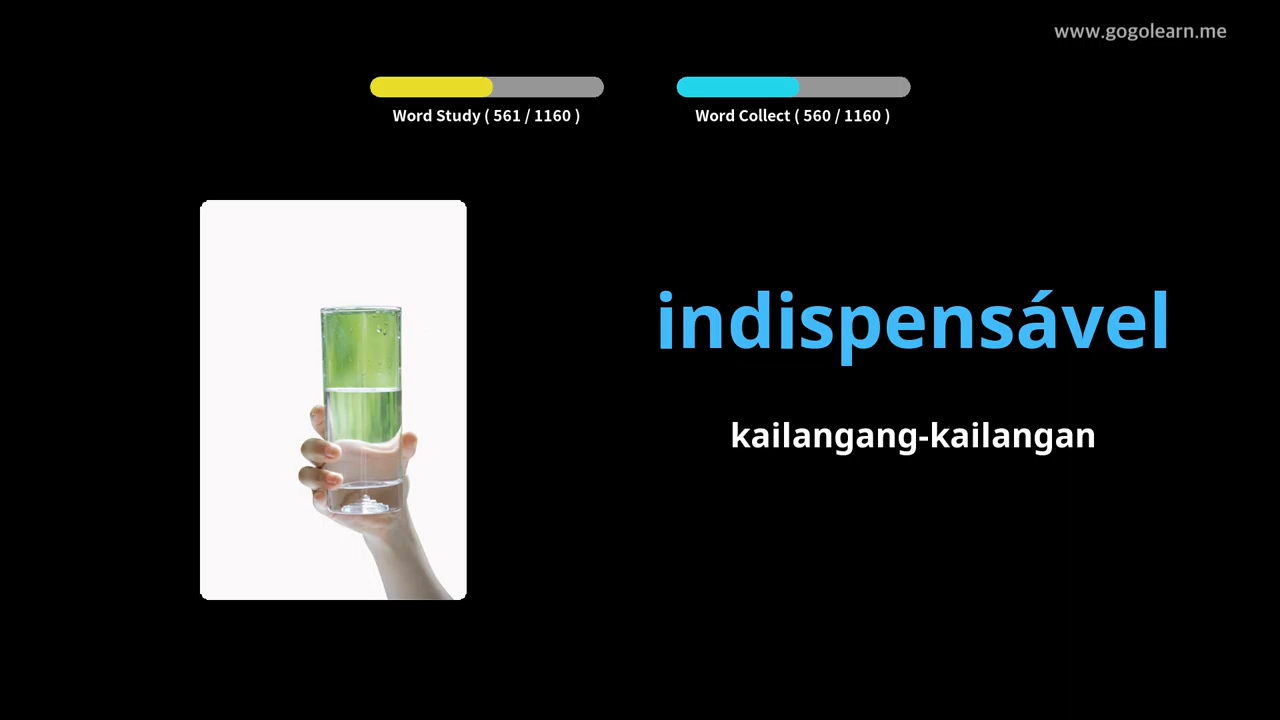 www.gogolearn.me
Word Study ( 561 / 1160 )
Word Collect ( 560 / 1160 )
indispensável
kailangang-kailangan